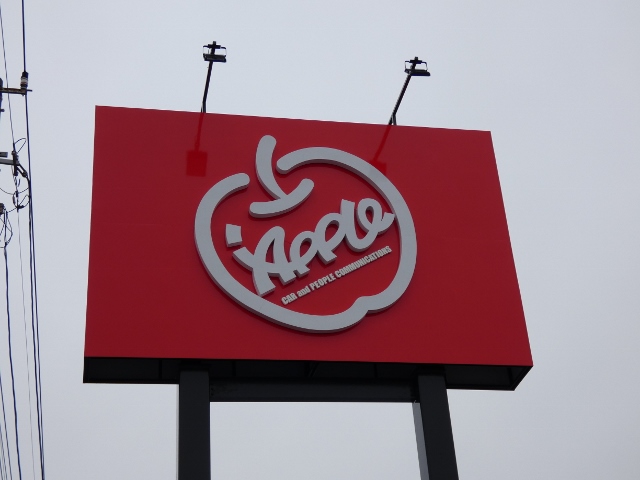 APPLE
CAR and PEOPLE COMMUNICATIONS